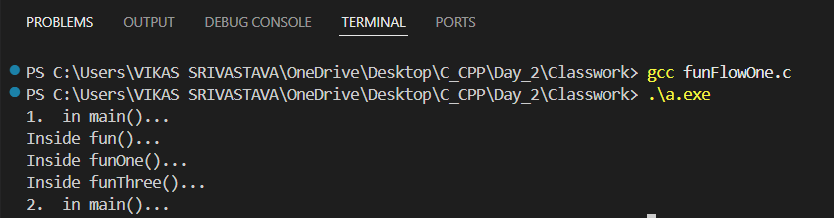 PROBLEMS OUTPUT DEBUG CONSOLE TERMINAL PORTS
PS C:\Users\VIKAS SRIVASTAVA\OneDrive\Desktop\C_CPP\Day_2\Classwork> gcc funFlowOne.c
PS C:\Users\VIKAS SRIVASTAVA\OneDrive\Desktop\C_CPP\Day_2\Classwork> .\a.exe
1.  in main()...
Inside fun()...
Inside funOne()...
Inside funThree()...
2.  in main()...